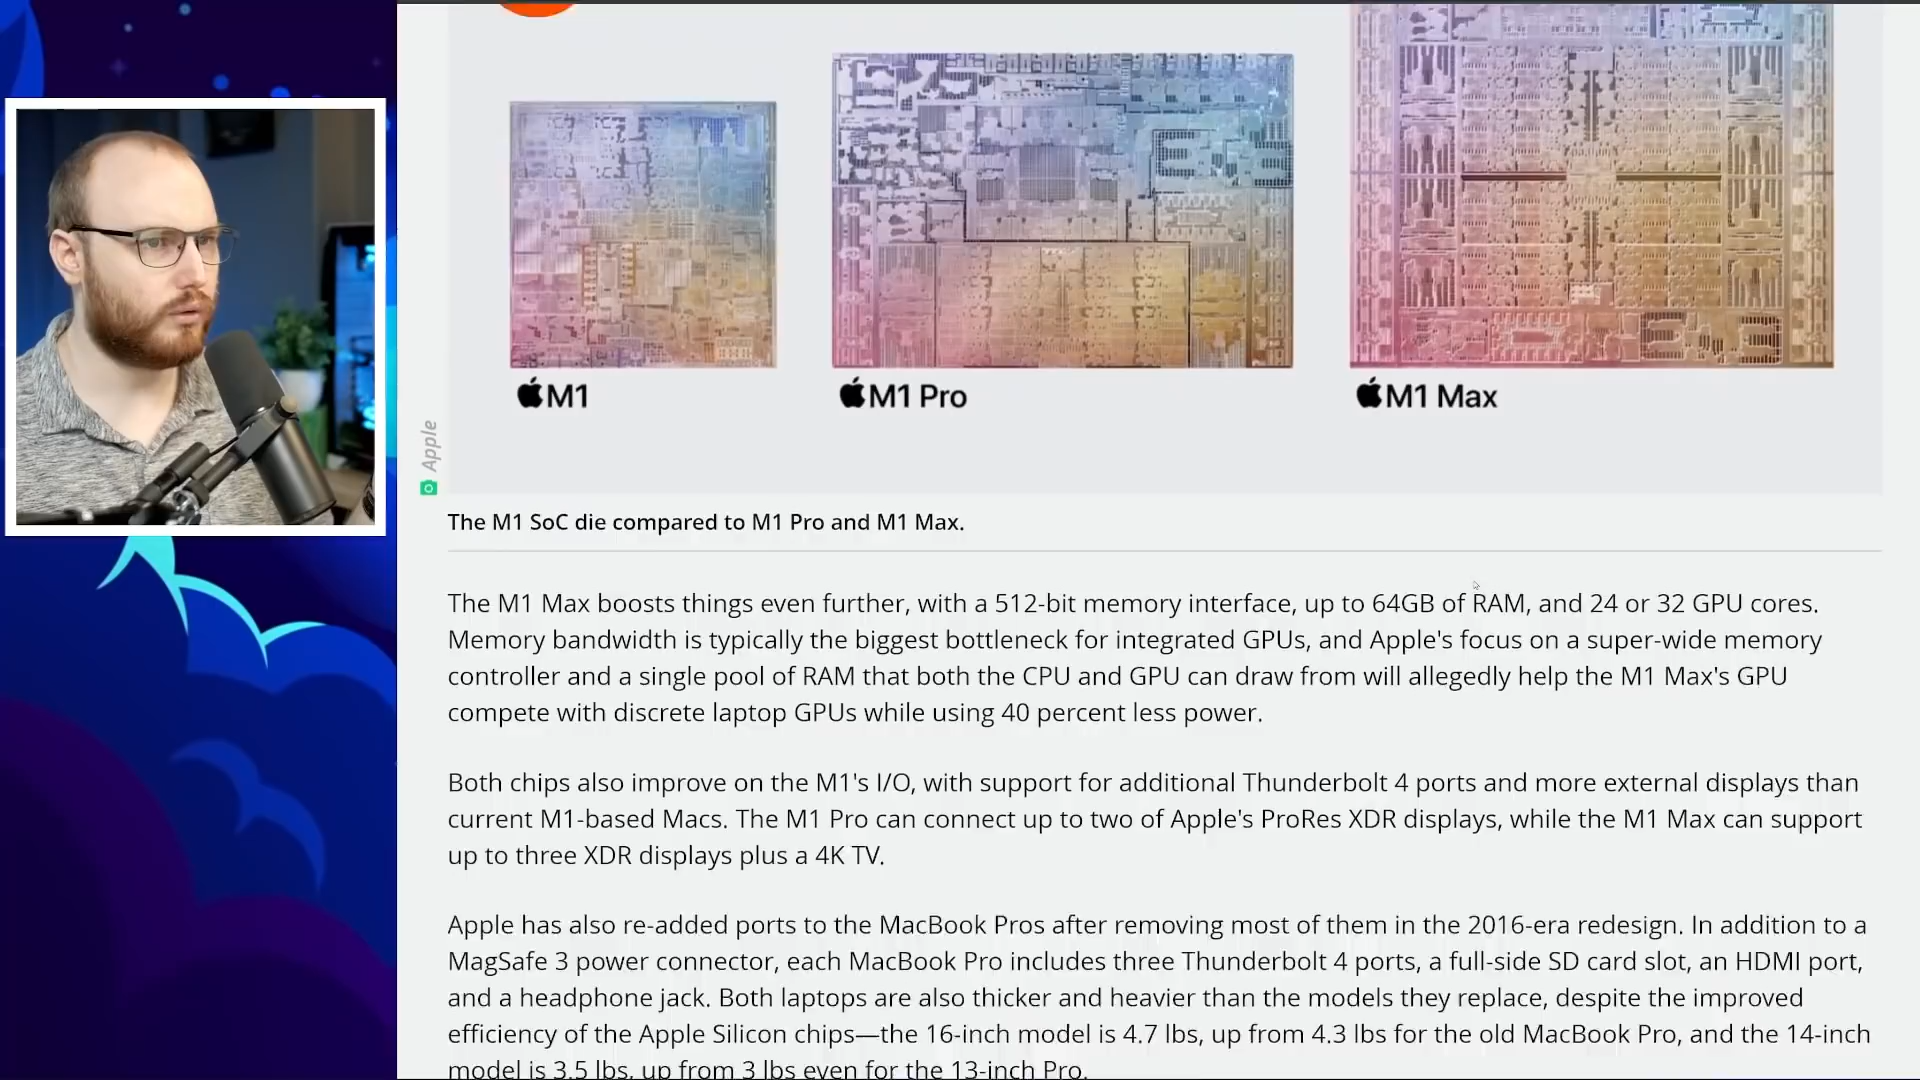 M1
M1 Pro
M1 Max
Apple
The M1 SoC die compared to M1 Pro and M1 Max.
The M1 Max boosts things even further, with a 512-bit memory interface, up to 64GB of RAM, and 24 or 32 GPU cores.
Memory bandwidth is typically the biggest bottleneck for integrated GPUs, and Apple's focus on a super-wide memory
controller and a single pool of RAM that both the CPU and GPU can draw from will allegedly help the M1 Max's GPU
compete with discrete laptop GPUs while using 40 percent less power.
Both chips also improve on the M1's I/O, with support for additional Thunderbolt 4 ports and more external displays than
current M1-based Macs. The M1 Pro can connect up to two of Apple's ProRes XDR displays, while the M1 Max can support
up to three XDR displays plus a 4K TV.
Apple has also re-added ports to the MacBook Pros after removing most of them in the 2016-era redesign. In addition to a
MagSafe 3 power connector, each MacBook Pro includes three Thunderbolt 4 ports, a full-side SD card slot, an HDMI port,
and a headphone jack. Both laptops are also thicker and heavier than the models they replace, despite the improved
efficiency of the Apple Silicon chips—the 16-inch model is 4.7 lbs, up from 4.3 lbs for the old MacBook Pro, and the 14-inch
model is 3.5 lbs, up from 3 lbs even for the 13-inch Pro.